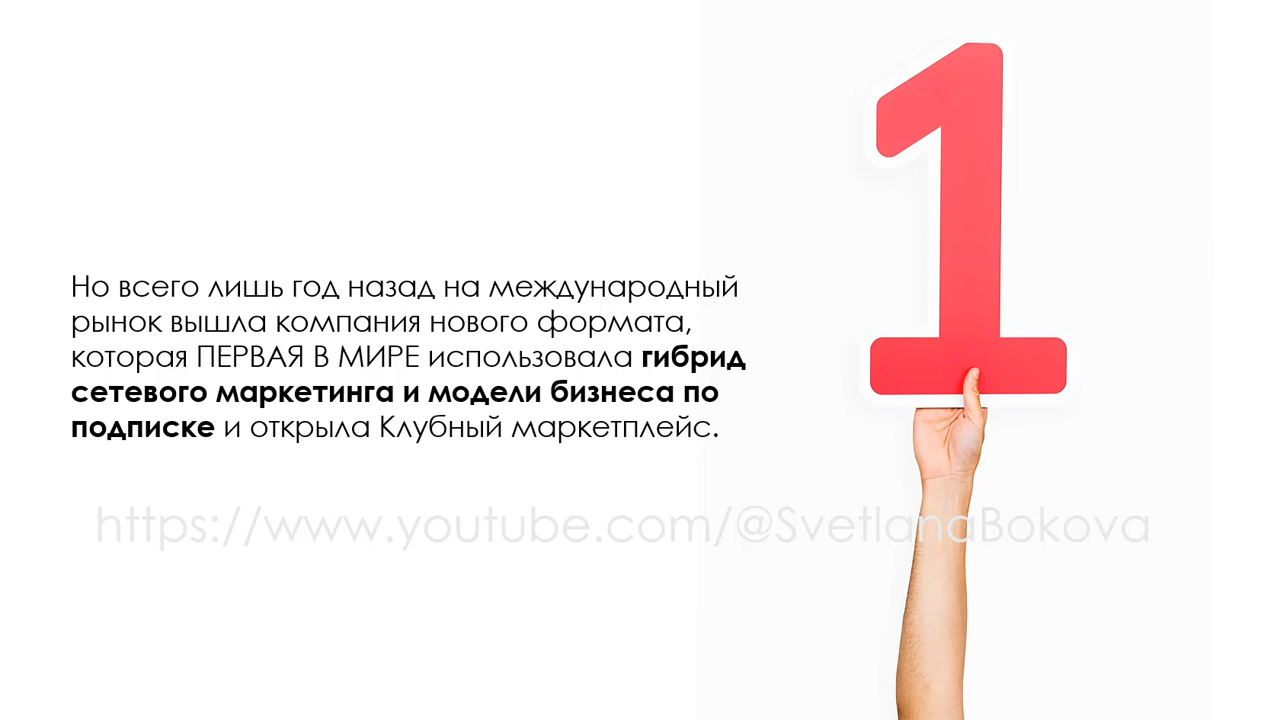 1
Но всего лишь год назад на международный
рынок вышла компания нового формата,
которая ПЕРВАЯ В МИРЕ использовала гибрид
сетевого маркетинга и модели бизнеса по
подписке и открыла Клубный маркетплейс.
https://www.youtube.com/@SvetlanaBokova